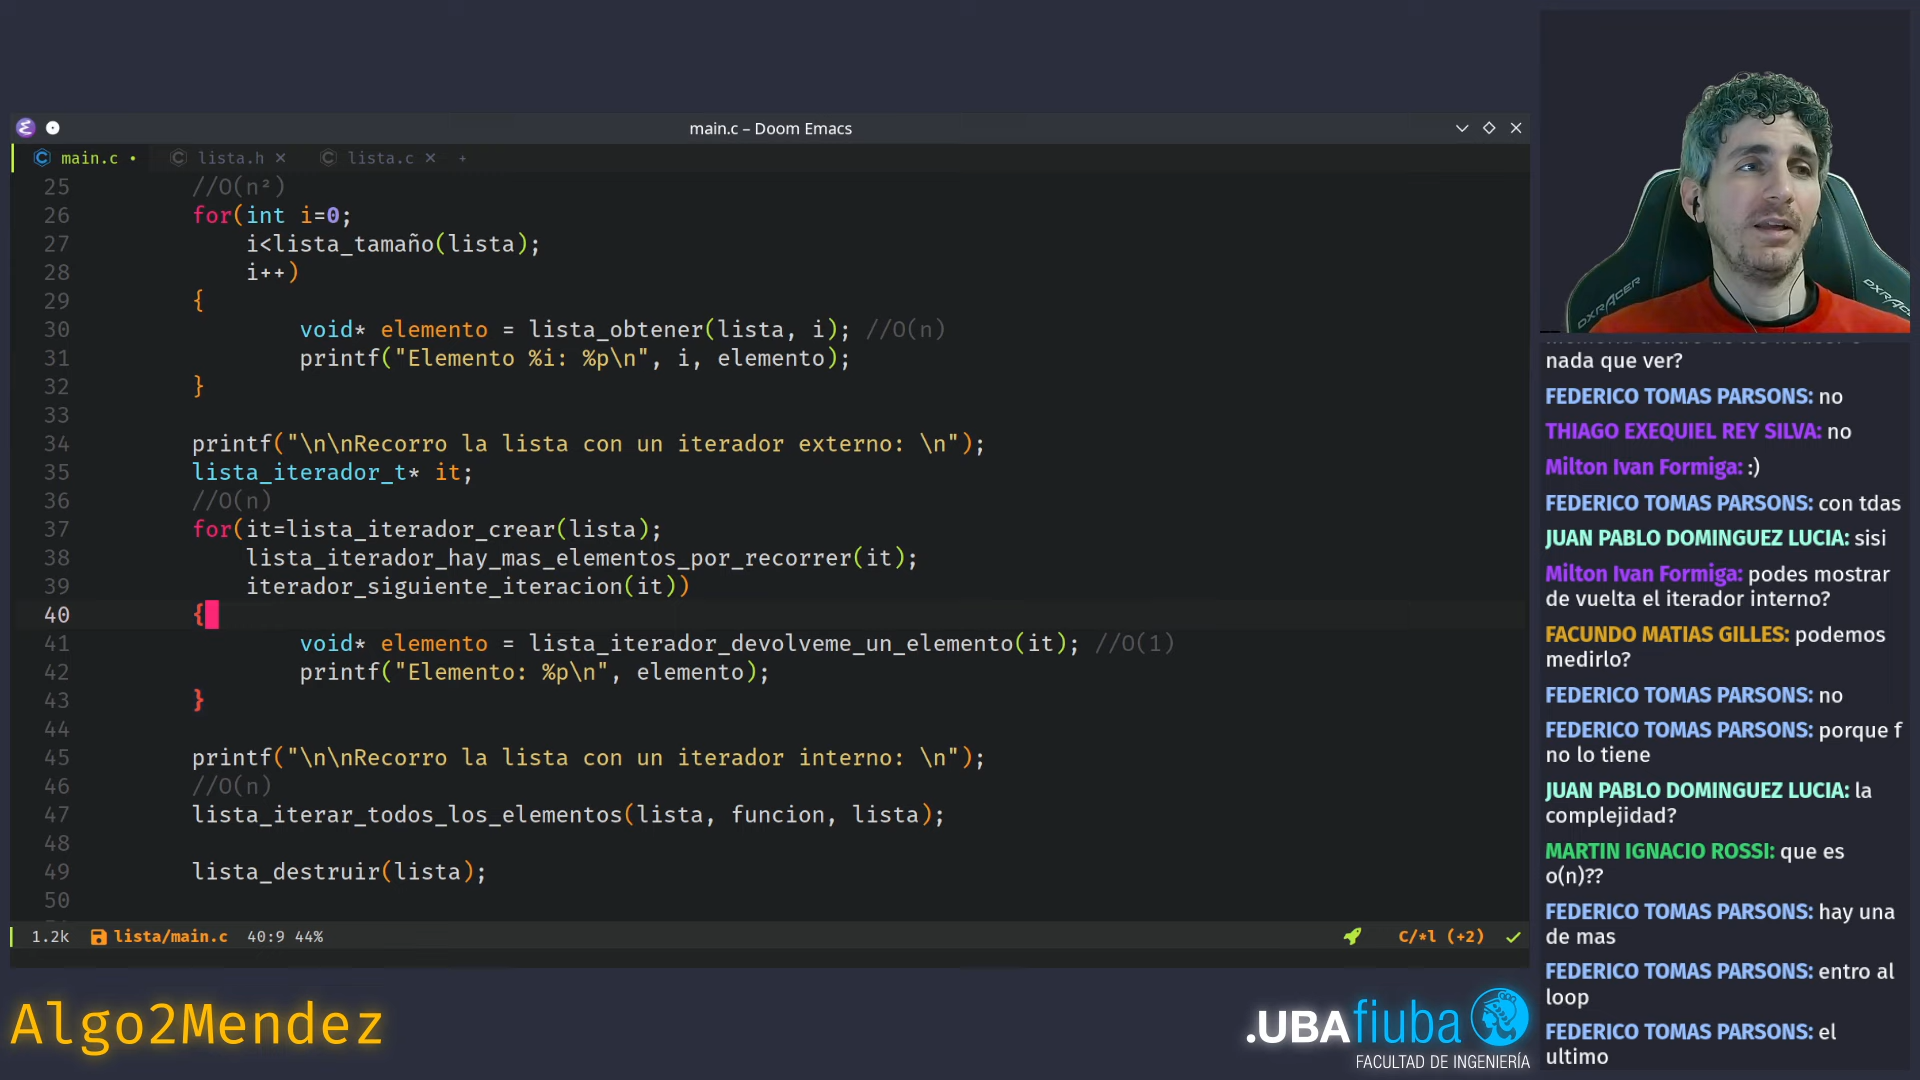 main.c – Doom Emacs
main.c • lista.h × lista.c × +
25 //O(n²)
26 for(int i=0;
27 i<lista_tamaño(lista);
28 i++)
29 {
30 void* elemento = lista_obtener(lista, i); //O(n)
31 printf("Elemento %i: %p\n", i, elemento);
32 }
33
34 printf("\n\nRecorro la lista con un iterador externo: \n");
35 lista_iterador_t* it;
36 //O(n)
37 for(it=lista_iterador_crear(lista);
38 lista_iterador_hay_mas_elementos_por_recorrer(it);
39 iterador_siguiente_iteracion(it))
40 {
41 void* elemento = lista_iterador_devolveme_un_elemento(it); //O(1)
42 printf("Elemento: %p\n", elemento);
43 }
44
45 printf("\n\nRecorro la lista con un iterador interno: \n");
46 //O(n)
47 lista_iterar_todos_los_elementos(lista, funcion, lista);
48
49 lista_destruir(lista);
50
1.2k lista/main.c 40:9 44% C/*l (+2)
Algo2Mendez
.UBAfiuba
FACULTAD DE INGENIERÍA
DXRACER
DXRACER
nada que ver?
FEDERICO TOMAS PARSONS: no
THIAGO EXEQUIEL REY SILVA: no
Milton Ivan Formiga: :)
FEDERICO TOMAS PARSONS: con tdas
JUAN PABLO DOMINGUEZ LUCIA: sisi
Milton Ivan Formiga: podes mostrar
de vuelta el iterador interno?
FACUNDO MATIAS GILLES: podemos
medirlo?
FEDERICO TOMAS PARSONS: no
FEDERICO TOMAS PARSONS: porque f
no lo tiene
JUAN PABLO DOMINGUEZ LUCIA: la
complejidad?
MARTIN IGNACIO ROSSI: que es
o(n)??
FEDERICO TOMAS PARSONS: hay una
de mas
FEDERICO TOMAS PARSONS: entro al
loop
FEDERICO TOMAS PARSONS: el
ultimo